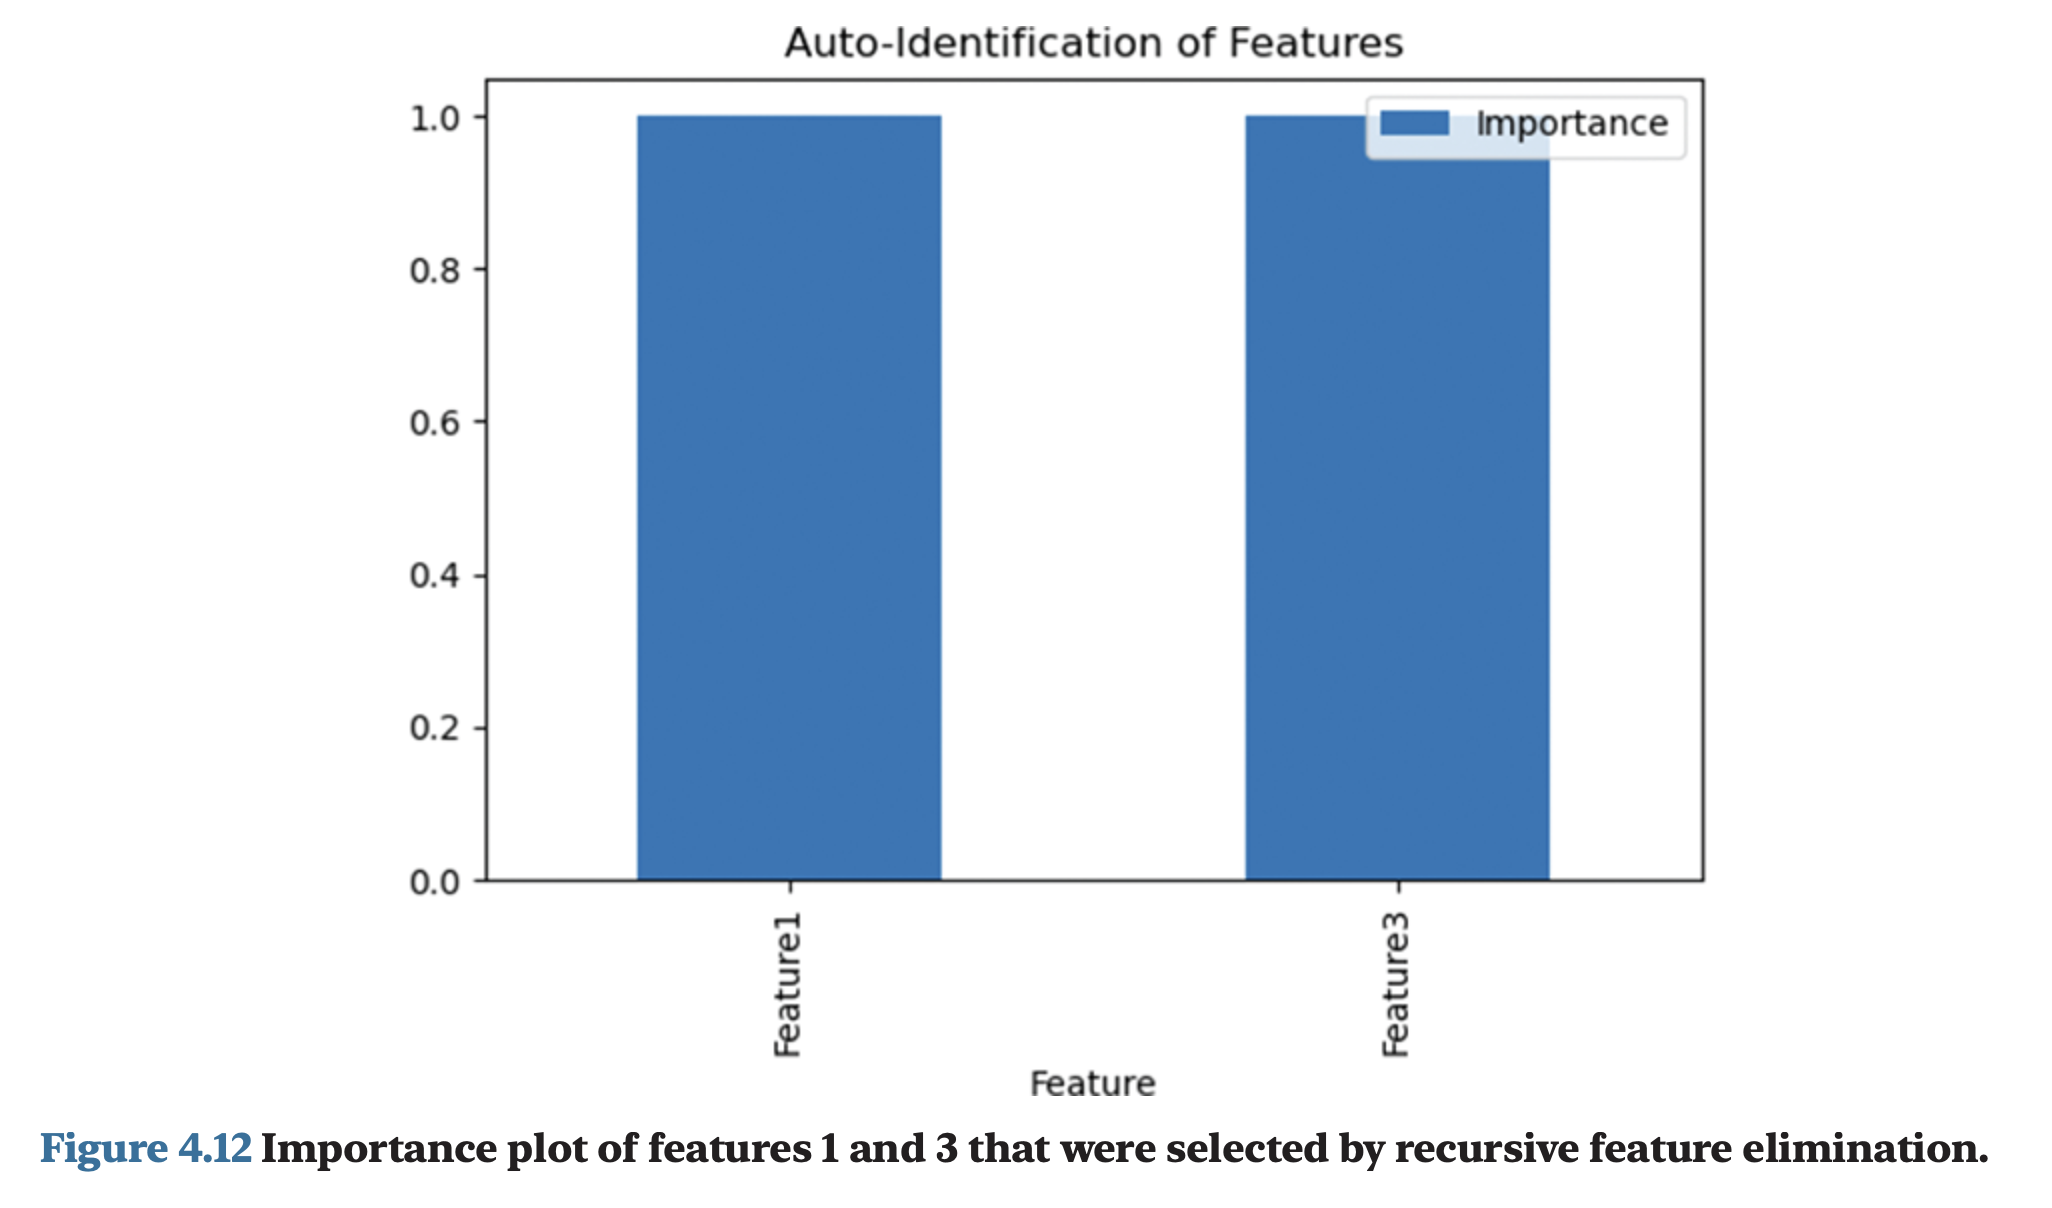 Auto-Identification of Features
Importance
1.0
0.8
0.6
0.4
0.2
0.0
Feature1
Feature3
Feature
Figure 4.12 Importance plot of features 1 and 3 that were selected by recursive feature elimination.